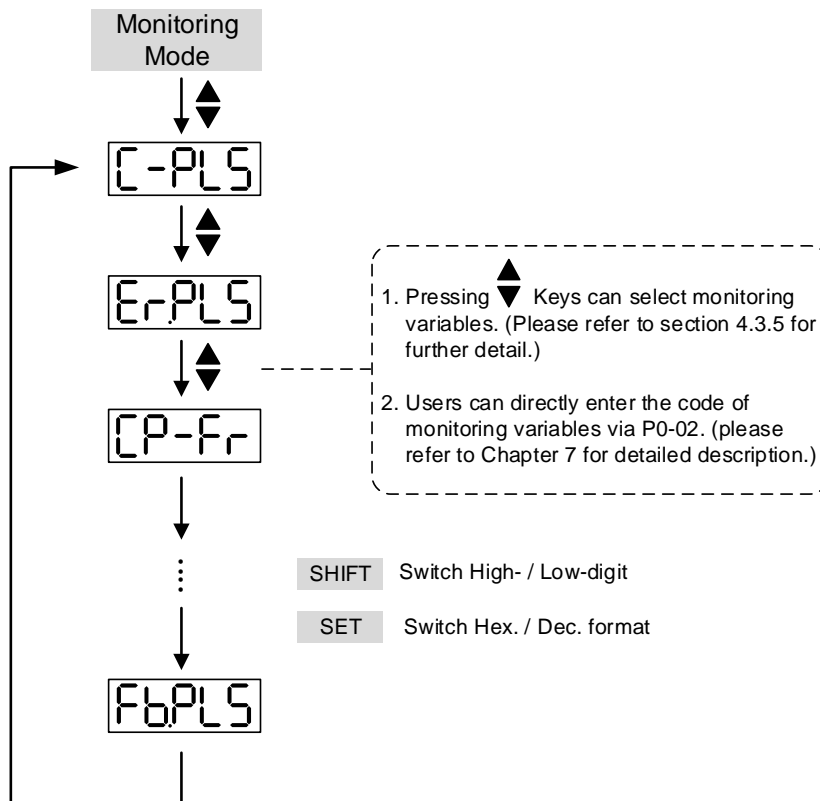 Monitoring
Mode
C-PLS
Er.PLS
1. Pressing ▲▼ Keys can select monitoring
variables. (Please refer to section 4.3.5 for
further detail.)
2. Users can directly enter the code of
monitoring variables via P0-02. (please
refer to Chapter 7 for detailed description.)
CP-Fr
SHIFT Switch High- / Low-digit
SET Switch Hex. / Dec. format
Fb.PLS